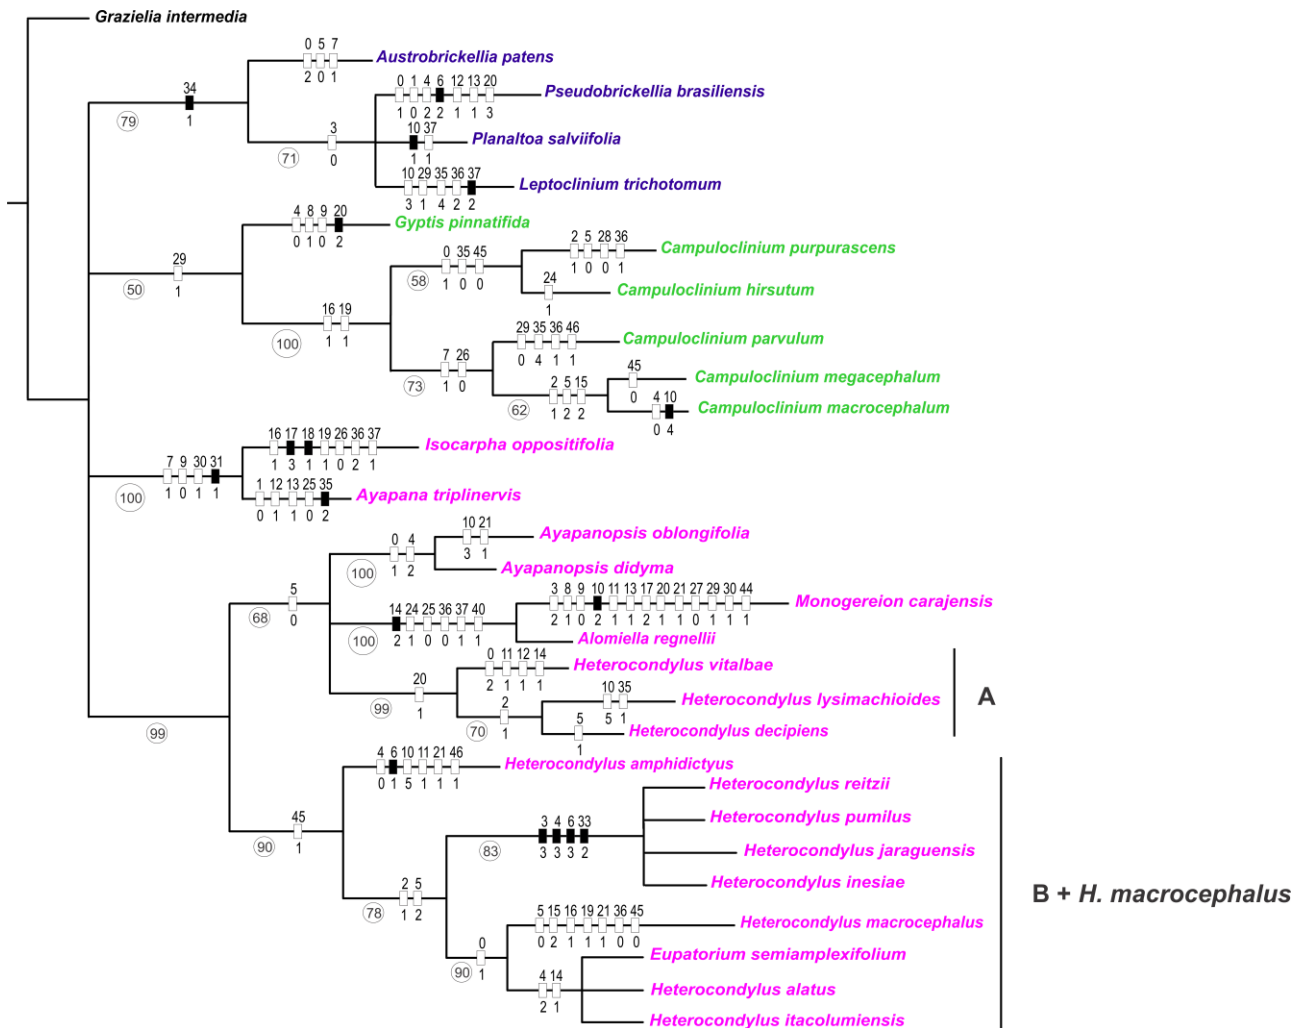 Grazielia intermedia
0 5 7
Austrobrickellia patens
2 0 1
34
0 1 4 6 12 13 20
Pseudobrickellia brasiliensis
1 0 2 2 1 1 3
79
1
3
10 37
Planaltoa salviifolia
71
0
1 1
10 29 35 36 37
Leptoclinium trichotomum
3 1 4 2 2
4 8 9 20
Gyptis pinnatifida
0 1 0 2
2 5 28 36
Campuloclinium purpurascens
1 0 0 1
0 35 45
58
1 0 0
29
50
1
24
Campuloclinium hirsutum
1
16 19
100
1 1
29 35 36 46
Campuloclinium parvulum
0 4 1 1
7 26
73
1 0
45
Campuloclinium megacephalum
0
2 5 15
62
1 2 2
4 10
Campuloclinium macrocephalum
0 4
16 17 18 19 26 36 37
Isocarpha oppositifolia
1 3 1 1 0 2 1
7 9 30 31
100
1 0 1 1
1 12 13 25 35
Ayapana triplinervis
0 1 1 0 2
10 21
Ayapanopsis oblongifolia
3 1
0 4
100
1 2
Ayapanopsis didyma
5
68
0
3 8 9 10 11 13 17 20 21 27 29 30 44
Monogereion carajensis
2 1 0 2 1 1 2 1 1 0 1 1 1
14 24 25 36 37 40
100
2 1 0 0 1 1
Alomiella regnellii
0 11 12 14
Heterocondylus vitalbae
2 1 1 1
20
99
1
10 35
Heterocondylus lysimachioides
5 1
A
2
70
1
5
Heterocondylus decipiens
1
99
4 6 10 11 21 46
Heterocondylus amphidictyus
0 1 5 1 1 1
45
90
1
Heterocondylus reitzii
3 4 6 33
Heterocondylus pumilus
83
3 3 3 2
Heterocondylus jaraguensis
Heterocondylus inesiae
B + H. macrocephalus
2 5
78
1 2
5 15 16 19 21 36 45
Heterocondylus macrocephalus
0 2 1 1 1 0 0
0
90
1
Eupatorium semiamplexifolium
4 14
Heterocondylus alatus
2 1
Heterocondylus itacolumiensis